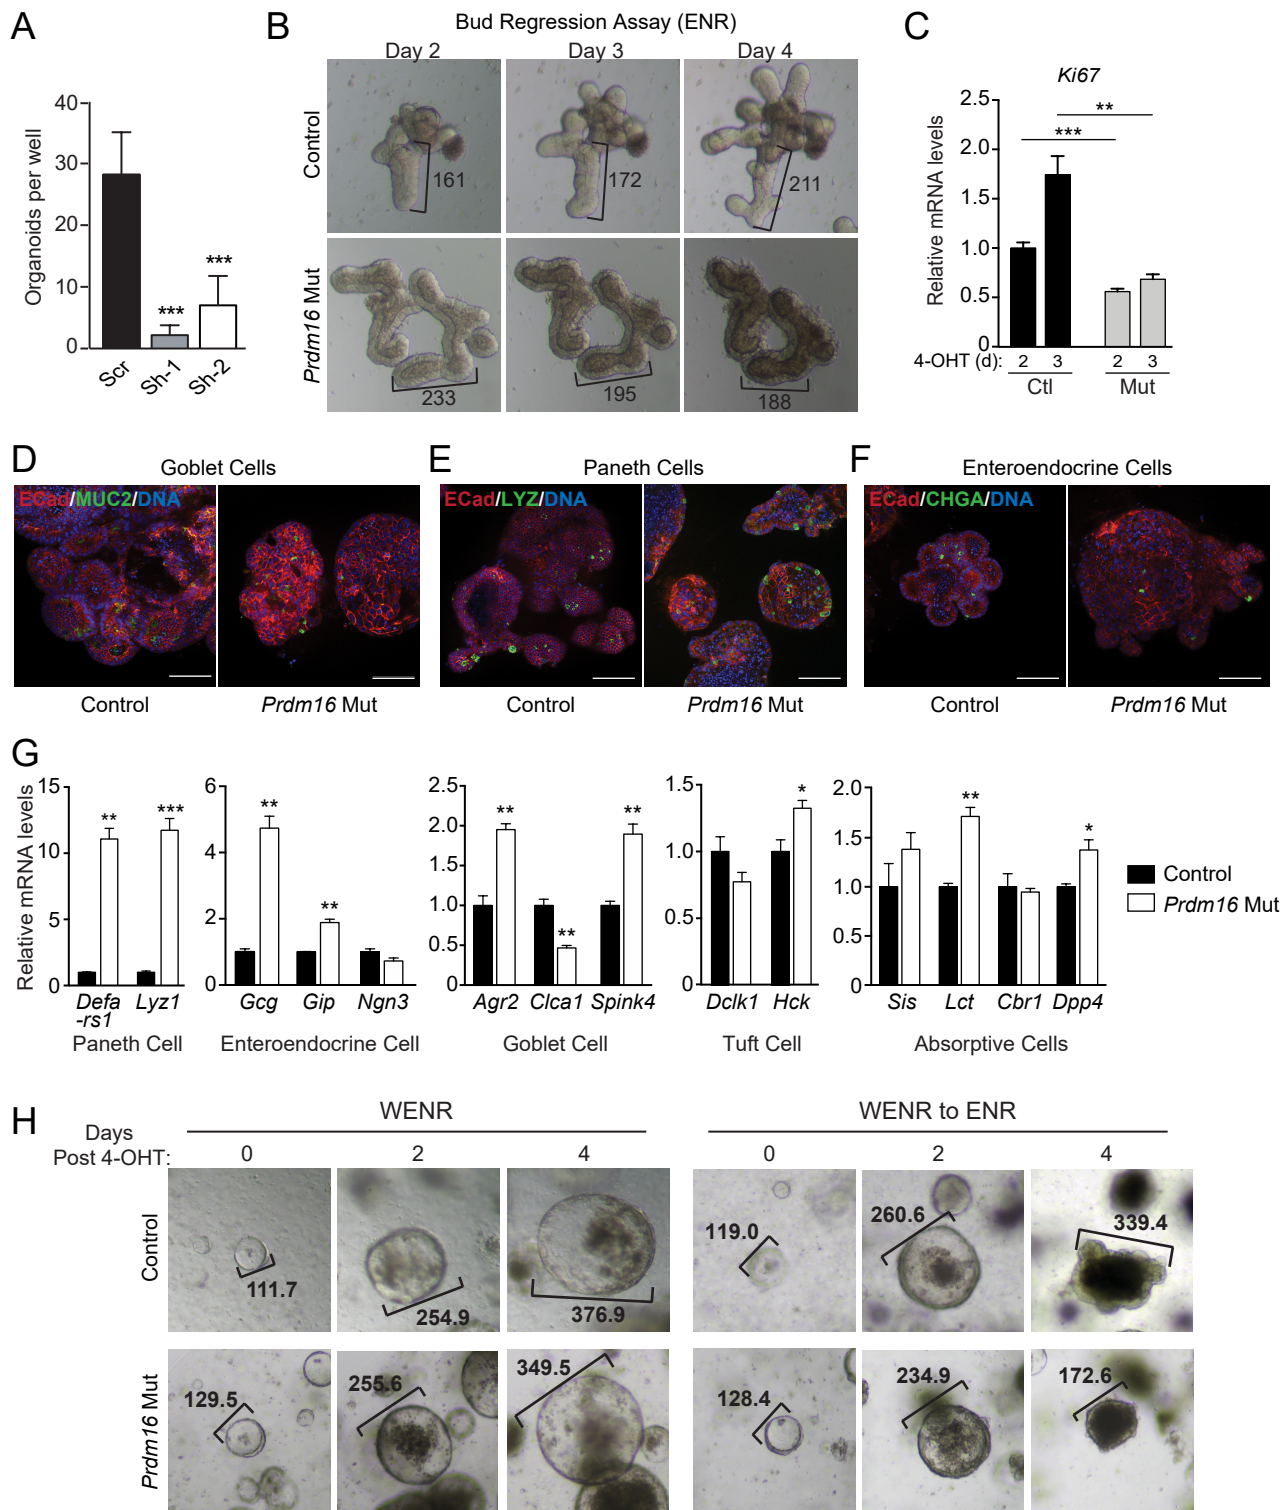 A
Organoids per well
40
30
20
10
0
***
***
Scr
Sh-1
Sh-2
B
Bud Regression Assay (ENR)
Day 2
Day 3
Day 4
Control
161
172
211
Prdm16 Mut
233
195
188
C
Ki67
Relative mRNA levels
2.5
2.0
1.5
1.0
0.5
0
**
***
4-OHT (d): 2 3 2 3
Ctl
Mut
D
Goblet Cells
ECad/MUC2/DNA
Control
Prdm16 Mut
E
Paneth Cells
ECad/LYZ/DNA
Control
Prdm16 Mut
F
Enteroendocrine Cells
ECad/CHGA/DNA
Control
Prdm16 Mut
G
Relative mRNA levels
15
10
5
0
**
***
Defa
-rs1
Lyz1
Paneth Cell
6
4
2
0
**
**
Gcg
Gip
Ngn3
Enteroendocrine Cell
2.5
2.0
1.5
1.0
0.5
0
**
**
**
Agr2
Clca1
Spink4
Goblet Cell
1.5
1.0
0.5
0
*
Dclk1
Hck
Tuft Cell
2.0
1.5
1.0
0.5
0
**
*
Sis
Lct
Cbr1
Dpp4
Absorptive Cells
Control
Prdm16 Mut
H
WENR
WENR to ENR
Days
Post 4-OHT:
0
2
4
0
2
4
Control
111.7
254.9
376.9
119.0
260.6
339.4
Prdm16 Mut
129.5
255.6
349.5
128.4
234.9
172.6